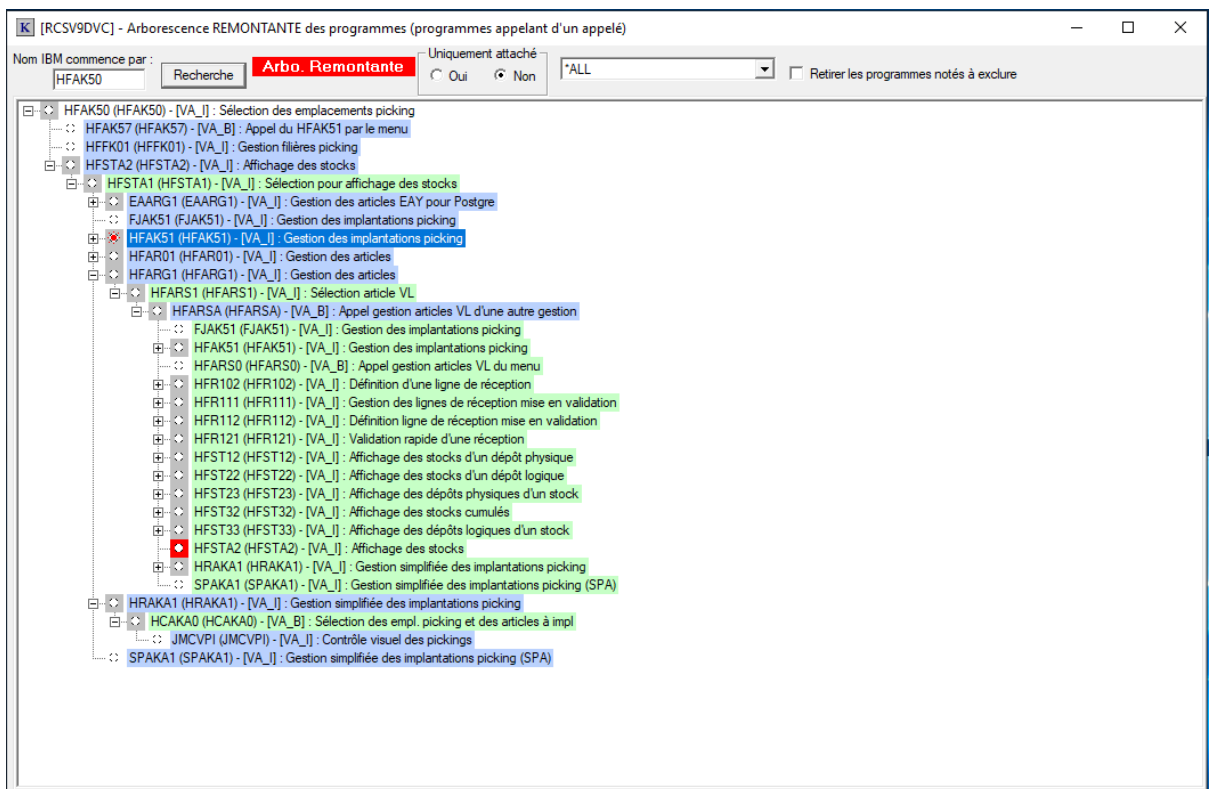 K [RCSV9DVC] - Arborescence REMONTANTE des programmes (programmes appelant d'un appelé)
Nom IBM commence par :
HFAK50
Recherche
Arbo. Remontante
Uniquement attaché
Oui Non
*ALL
Retirer les programmes notés à exclure
HFAK50 (HFAK50) - [VA_I] : Sélection des emplacements picking
HFAK57 (HFAK57) - [VA_B] : Appel du HFAK51 par le menu
HFFK01 (HFFK01) - [VA_I] : Gestion filières picking
HFSTA2 (HFSTA2) - [VA_I] : Affichage des stocks
HFSTA1 (HFSTA1) - [VA_I] : Sélection pour affichage des stocks
EAARG1 (EAARG1) - [VA_I] : Gestion des articles EAY pour Postgre
FJAK51 (FJAK51) - [VA_I] : Gestion des implantations picking
HFAK51 (HFAK51) - [VA_I] : Gestion des implantations picking
HFAR01 (HFAR01) - [VA_I] : Gestion des articles
HFARG1 (HFARG1) - [VA_I] : Gestion des articles
HFARS1 (HFARS1) - [VA_I] : Sélection article VL
HFARSA (HFARSA) - [VA_B] : Appel gestion articles VL d'une autre gestion
FJAK51 (FJAK51) - [VA_I] : Gestion des implantations picking
HFAK51 (HFAK51) - [VA_I] : Gestion des implantations picking
HFARS0 (HFARS0) - [VA_B] : Appel gestion articles VL du menu
HFR102 (HFR102) - [VA_I] : Définition d'une ligne de réception
HFR111 (HFR111) - [VA_I] : Gestion des lignes de réception mise en validation
HFR112 (HFR112) - [VA_I] : Définition ligne de réception mise en validation
HFR121 (HFR121) - [VA_I] : Validation rapide d'une réception
HFST12 (HFST12) - [VA_I] : Affichage des stocks d'un dépôt physique
HFST22 (HFST22) - [VA_I] : Affichage des stocks d'un dépôt logique
HFST23 (HFST23) - [VA_I] : Affichage des dépôts physiques d'un stock
HFST32 (HFST32) - [VA_I] : Affichage des stocks cumulés
HFST33 (HFST33) - [VA_I] : Affichage des dépôts logiques d'un stock
HFSTA2 (HFSTA2) - [VA_I] : Affichage des stocks
HRAKA1 (HRAKA1) - [VA_I] : Gestion simplifiée des implantations picking
SPAKA1 (SPAKA1) - [VA_I] : Gestion simplifiée des implantations picking (SPA)
HRAKA1 (HRAKA1) - [VA_I] : Gestion simplifiée des implantations picking
HCAKA0 (HCAKA0) - [VA_B] : Sélection des empl. picking et des articles à impl
JMCVPI (JMCVPI) - [VA_I] : Contrôle visuel des pickings
SPAKA1 (SPAKA1) - [VA_I] : Gestion simplifiée des implantations picking (SPA)